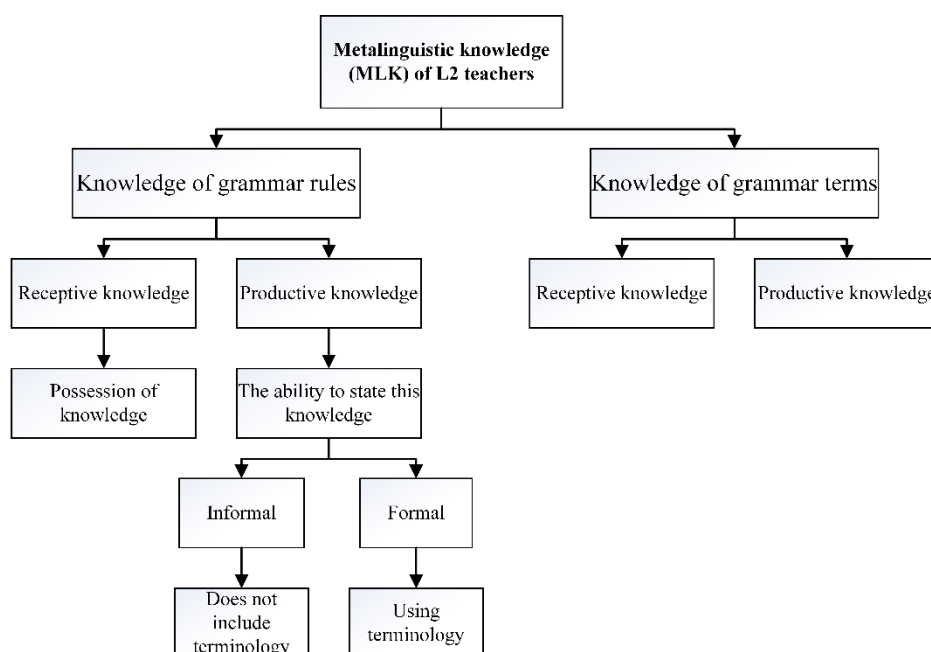 Metalinguistic knowledge
(MLK) of L2 teachers
Knowledge of grammar rules
Knowledge of grammar terms
Receptive knowledge
Productive knowledge
Receptive knowledge
Productive knowledge
Possession of
knowledge
The ability to state this
knowledge
Informal
Formal
Does not
include
terminology
Using
terminology